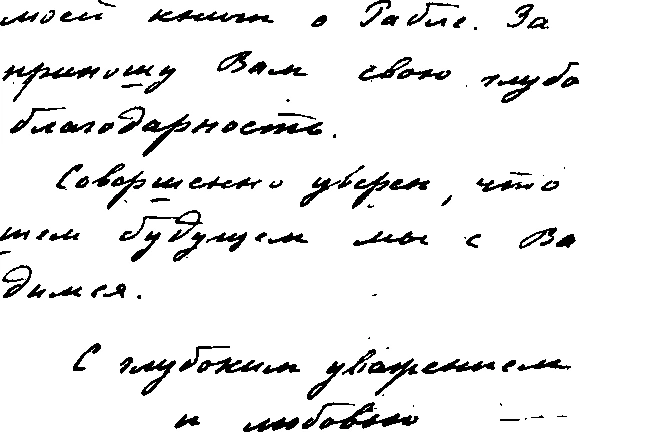 моей книги о Габле. За
приношу Вам свою глубо
благодарность.
Совершенно уверен, что
шем будущем мы с Ва
димся.
С глубоким уважением
и любовью